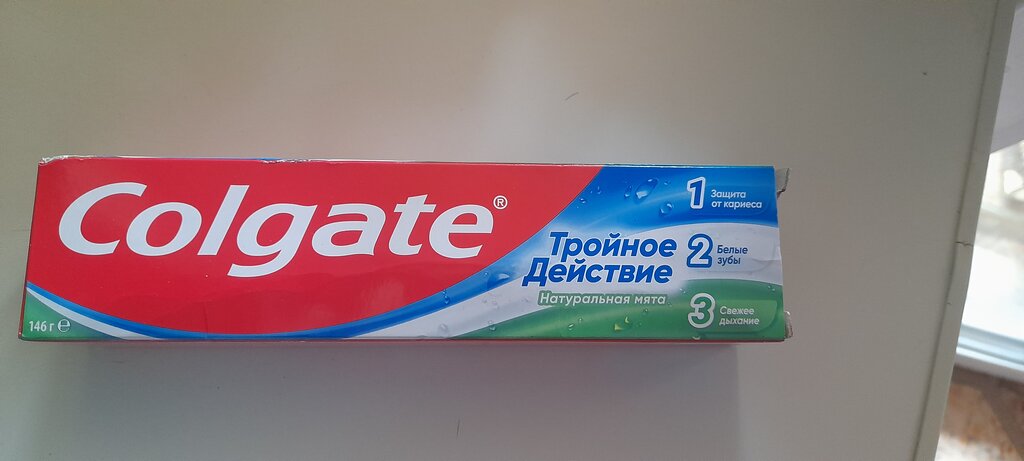 Colgate®
146 г ℮
Тройное
Действие
Натуральная мята
1 Защита
от кариеса
2 Белые
зубы
3 Свежее
дыхание